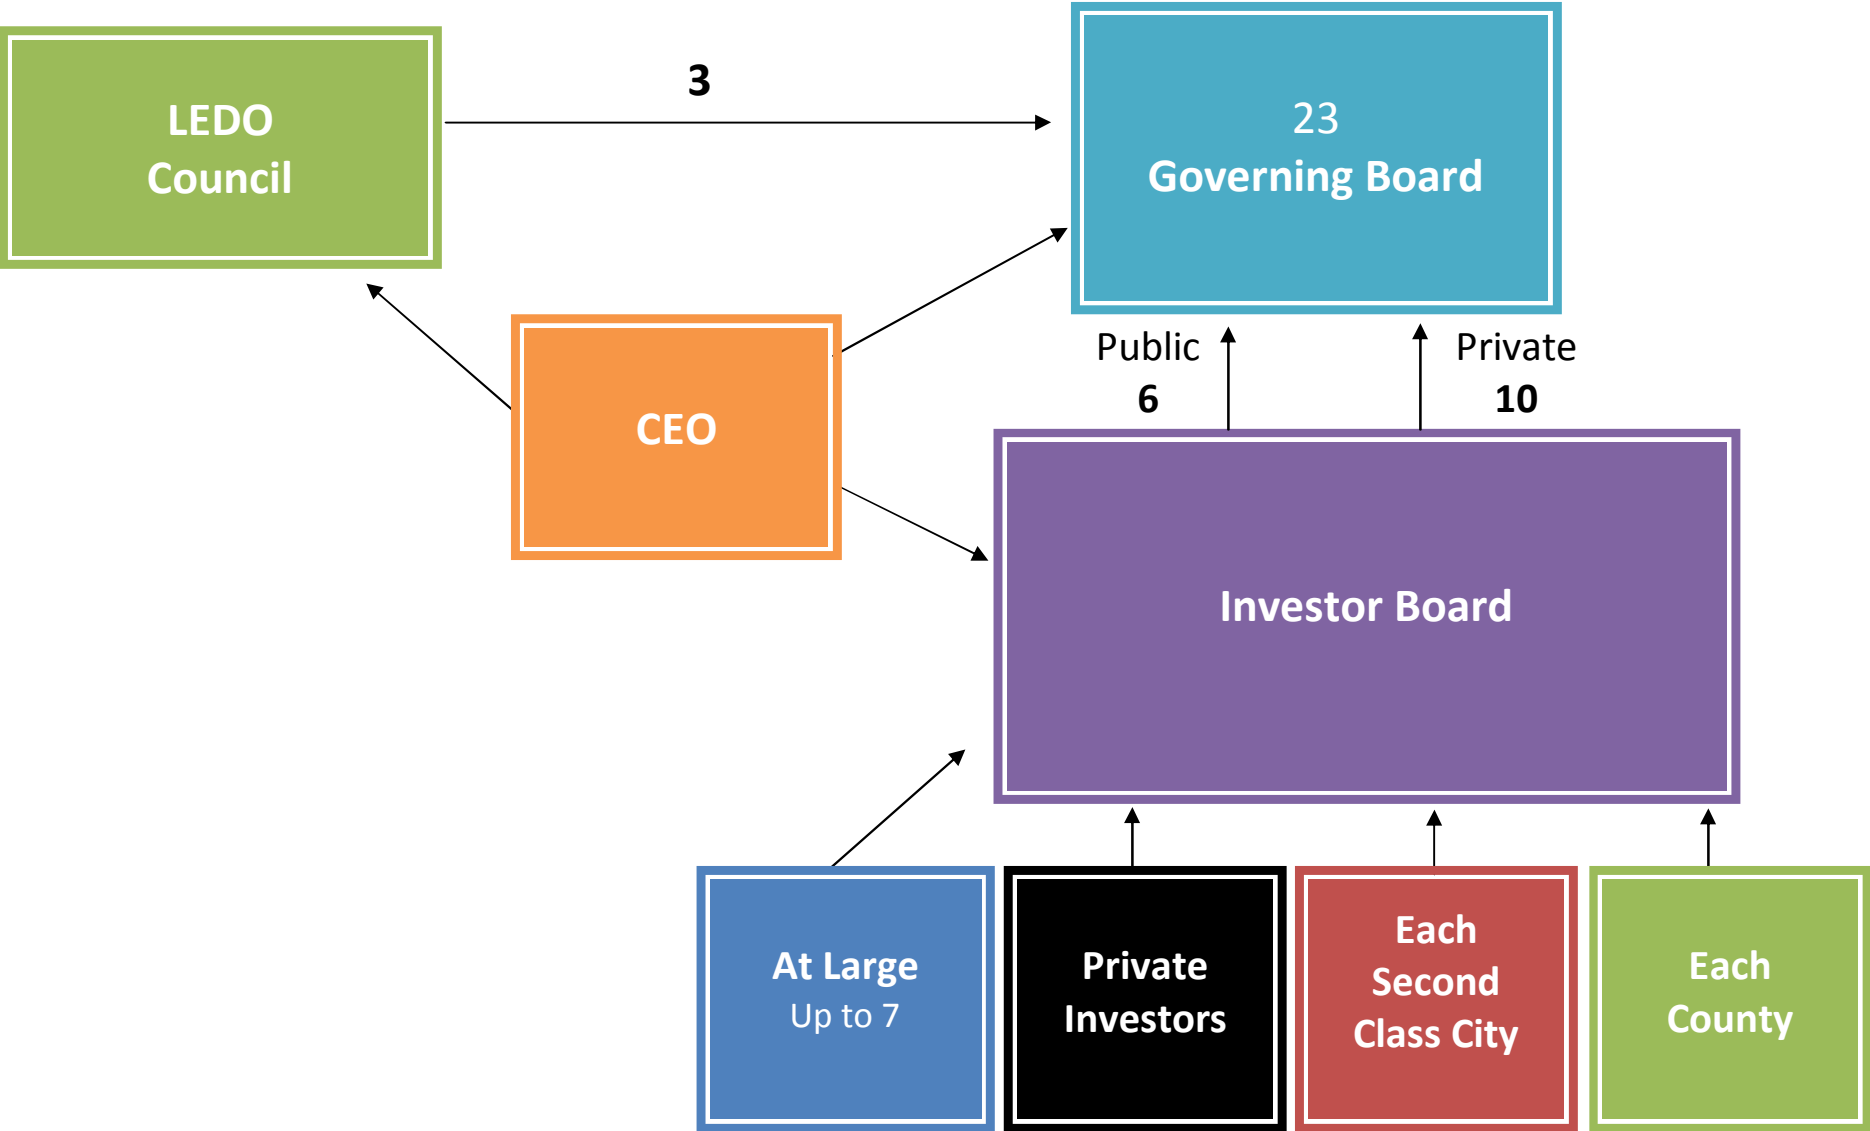 LEDO
Council
3
23
Governing Board
Public
6
Private
10
CEO
Investor Board
At Large
Up to 7
Private
Investors
Each
Second
Class City
Each
County